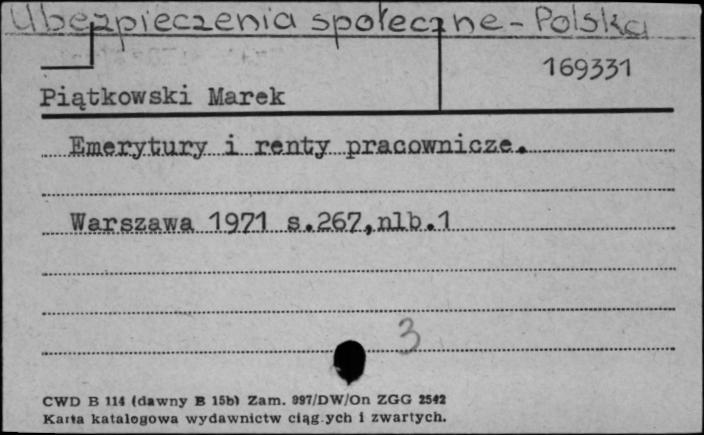 Ubezpieczenia społeczne - Polska
169331
Piątkowski Marek
Emerytury i renty pracownicze.
Warszawa 1971 s.267,nlb.1
3
CWD B 114 (dawny B 15b) Zam. 997/DW/On ZGG 2542
Karta katalogowa wydawnictw ciąg.ych i zwartych.